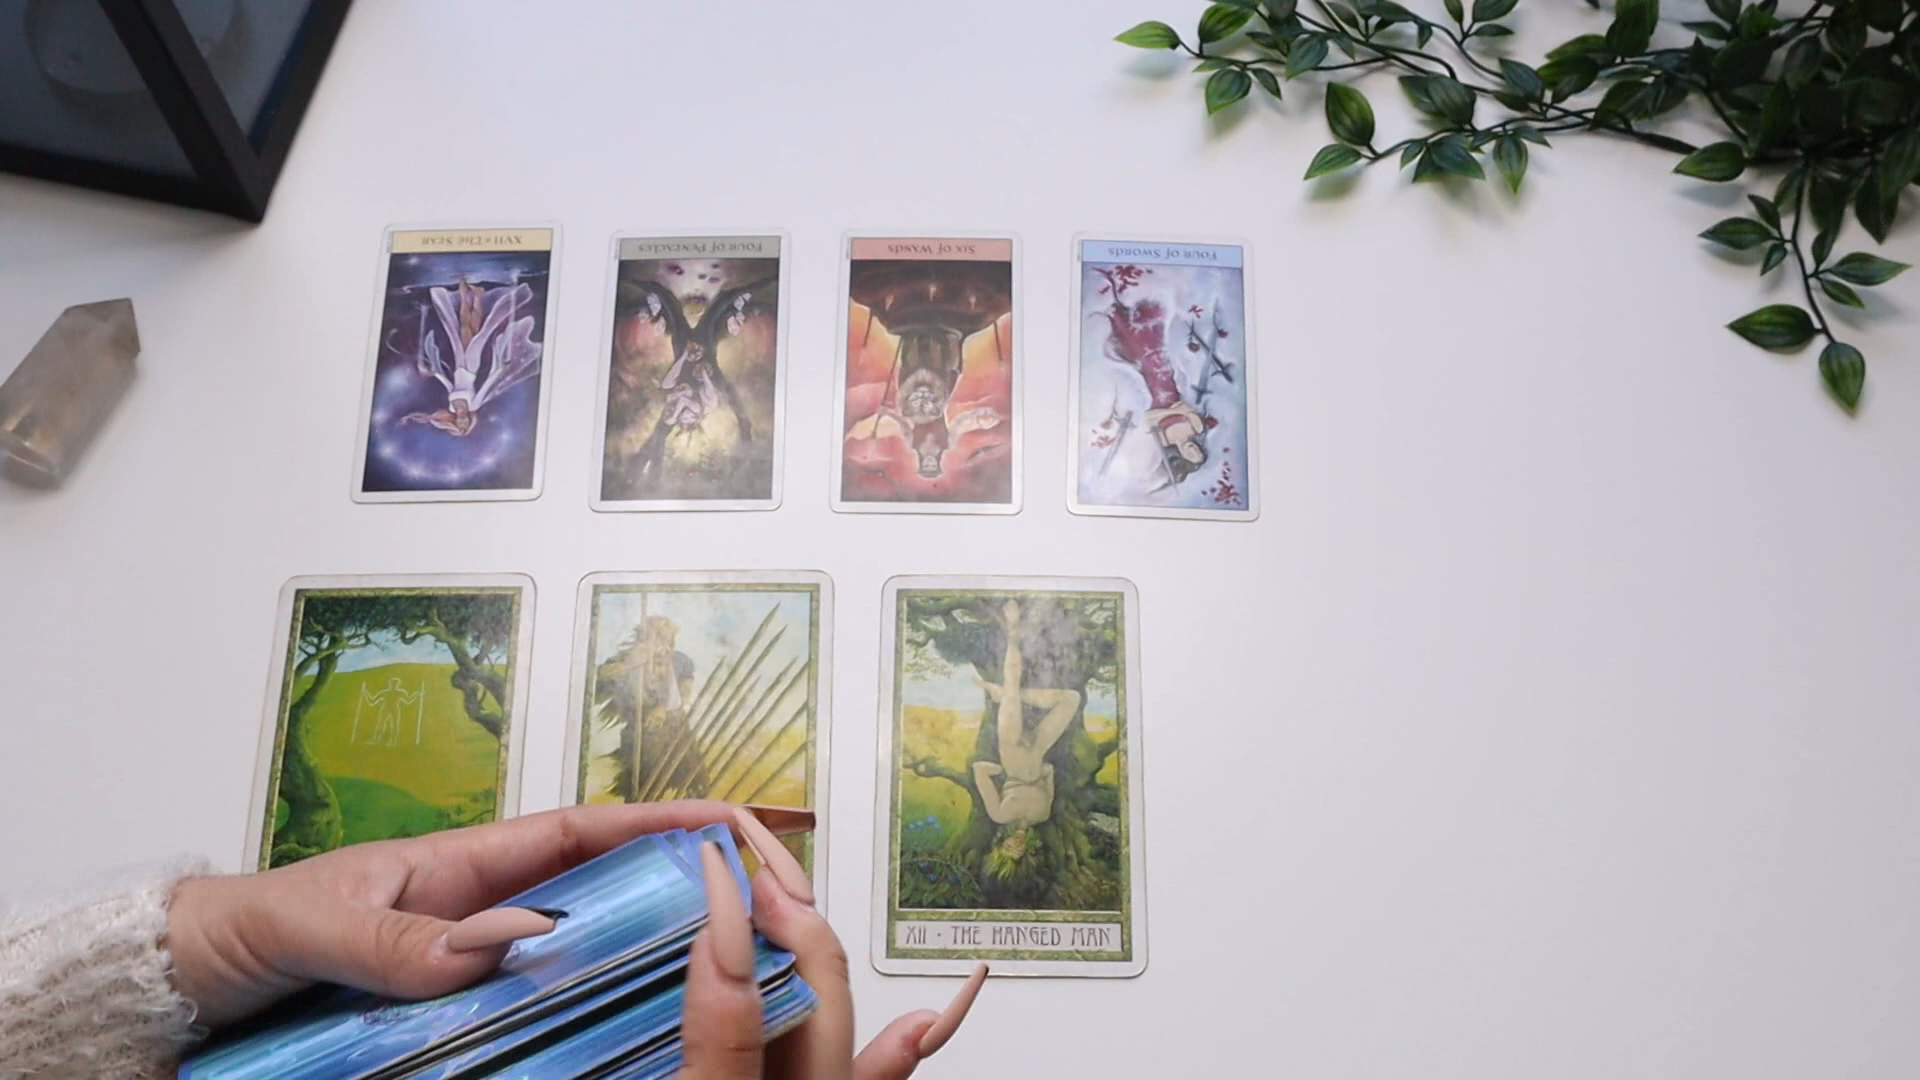 XVII • The Star
Four of Pentacles
Six of Wands
Four of Swords
XII • THE HANGED MAN